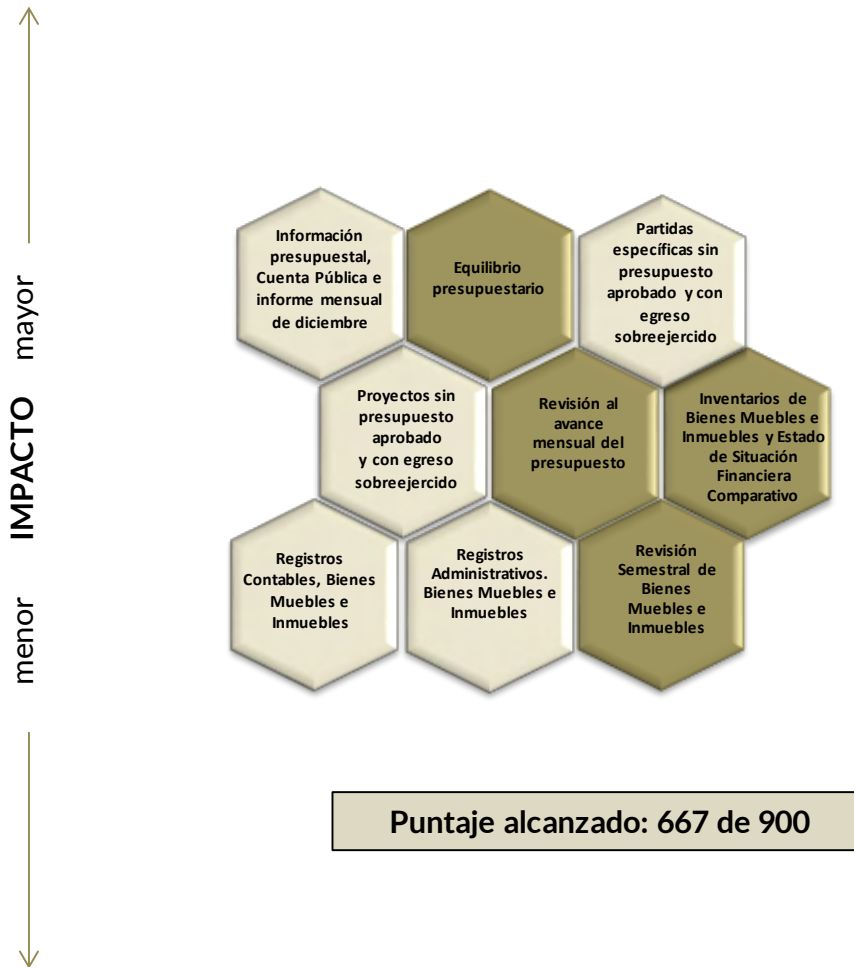 menor IMPACTO mayor
Información
presupuestal,
Cuenta Pública e
informe mensual
de diciembre
Equilibrio
presupuestario
Partidas
específicas sin
presupuesto
aprobado y con
egreso
sobreejercido
Proyectos sin
presupuesto
aprobado
y con egreso
sobreejercido
Revisión al
avance
mensual del
presupuesto
Inventarios de
Bienes Muebles e
Inmuebles y Estado
de Situación
Financiera
Comparativo
Registros
Contables, Bienes
Muebles e
Inmuebles
Registros
Administrativos.
Bienes Muebles e
Inmuebles
Revisión
Semestral de
Bienes
Muebles e
Inmuebles
Puntaje alcanzado: 667 de 900